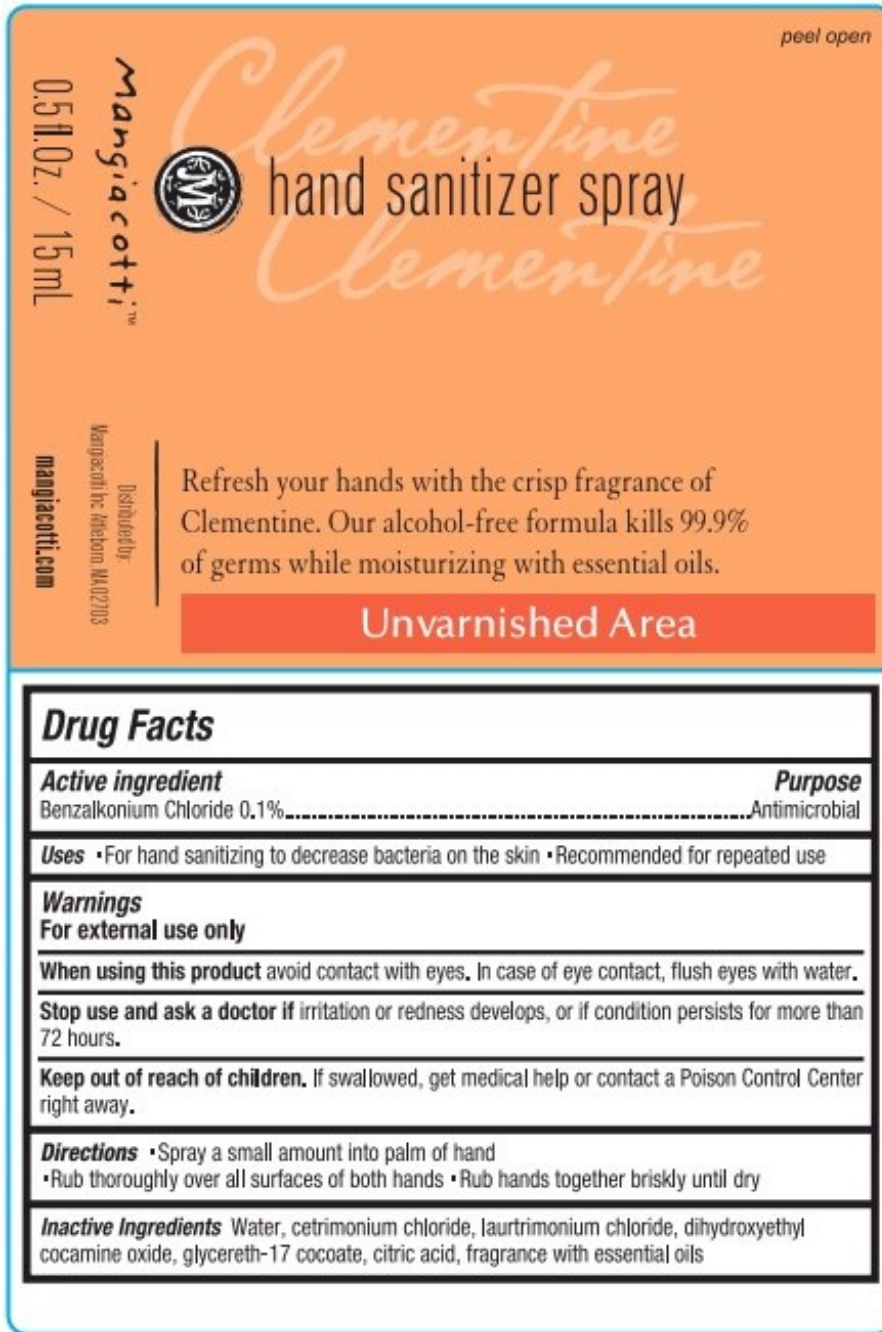 peel open
Clementine
hand sanitizer spray
Clementine
M
Mangiacotti™
0.5 fl.Oz. / 15 mL
Distributed by:
Mangiacotti Inc Attleboro, MA 02703
mangiacotti.com
Refresh your hands with the crisp fragrance of
Clementine. Our alcohol-free formula kills 99.9%
of germs while moisturizing with essential oils.
Unvarnished Area
Drug Facts
Active ingredient Purpose
Benzalkonium Chloride 0.1%..........Antimicrobial
Uses ▪For hand sanitizing to decrease bacteria on the skin ▪Recommended for repeated use
Warnings
For external use only
When using this product avoid contact with eyes. In case of eye contact, flush eyes with water.
Stop use and ask a doctor if irritation or redness develops, or if condition persists for more than
72 hours.
Keep out of reach of children. If swallowed, get medical help or contact a Poison Control Center
right away.
Directions ▪Spray a small amount into palm of hand
▪Rub thoroughly over all surfaces of both hands ▪Rub hands together briskly until dry
Inactive Ingredients Water, cetrimonium chloride, laurtrimonium chloride, dihydroxyethyl
cocamine oxide, glycereth-17 cocoate, citric acid, fragrance with essential oils